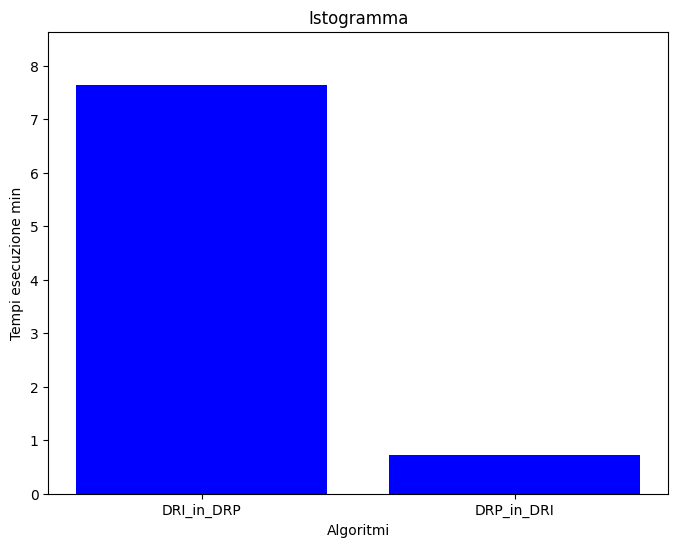 Istogramma
8
7
6
5
4
3
2
1
0
Tempi esecuzione min
DRI_in_DRP
DRP_in_DRI
Algoritmi